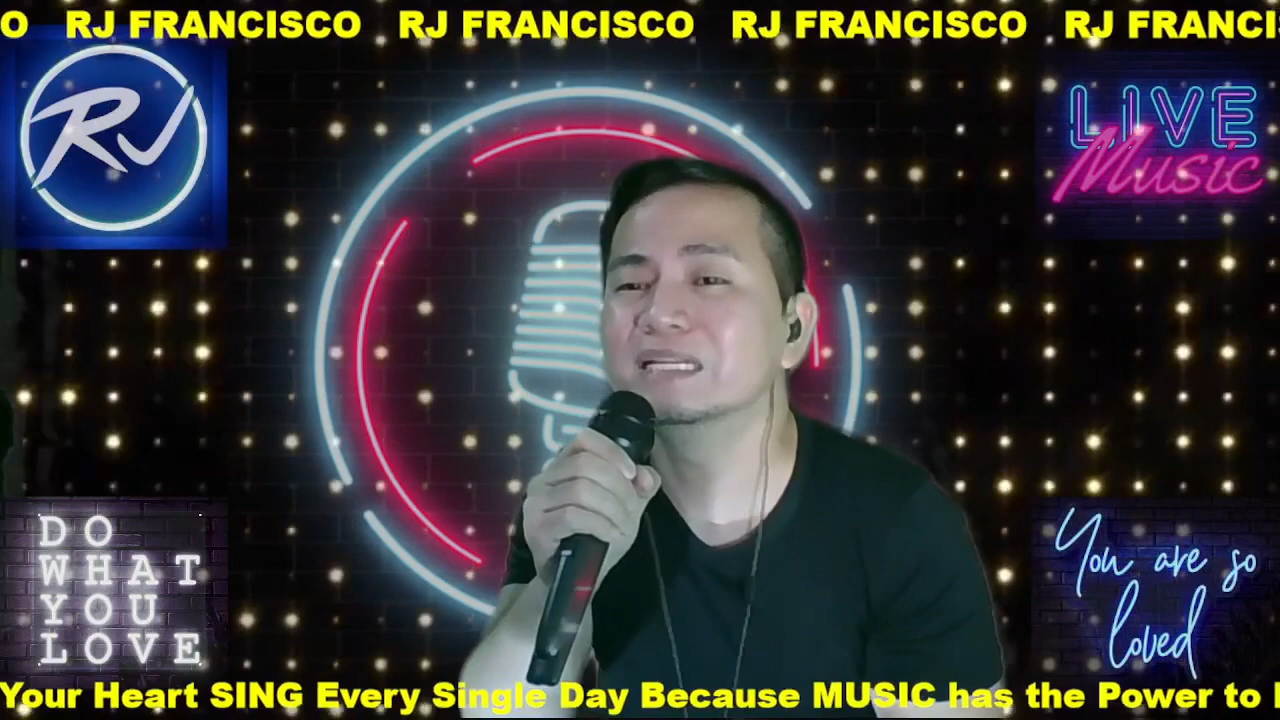 O RJ FRANCISCO RJ FRANCISCO RJ FRANCISCO RJ FRANCI
RJ
LIVE
Music
DO
WHAT
YOU
LOVE
You are so
loved
Your Heart SING Every Single Day Because MUSIC has the Power to